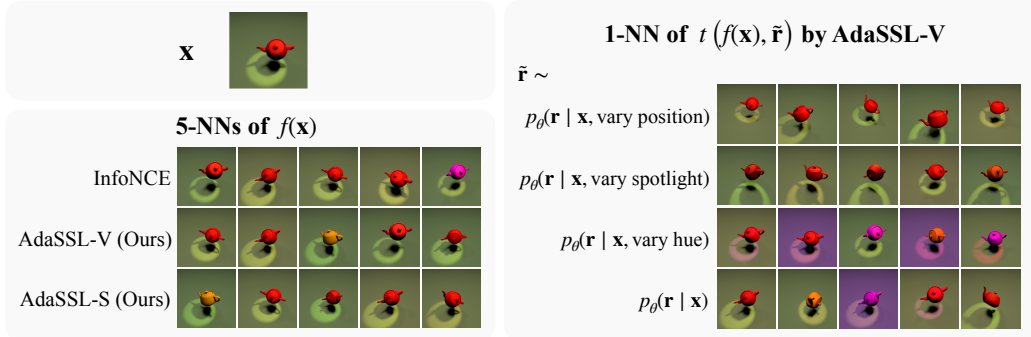 x
5-NNs of f(x)
InfoNCE
AdaSSL-V (Ours)
AdaSSL-S (Ours)
1-NN of t (f(x), r̃) by AdaSSL-V
r̃ ∼
pθ(r | x, vary position)
pθ(r | x, vary spotlight)
pθ(r | x, vary hue)
pθ(r | x)